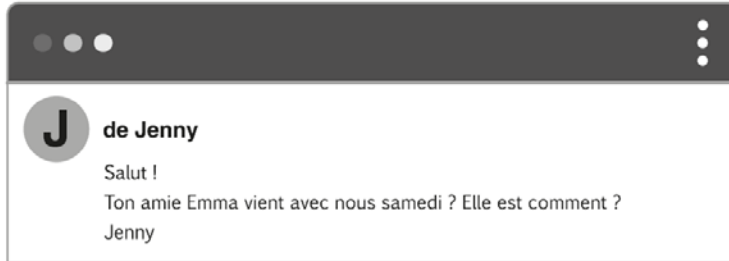 J
de Jenny
Salut !
Ton amie Emma vient avec nous samedi ? Elle est comment ?
Jenny